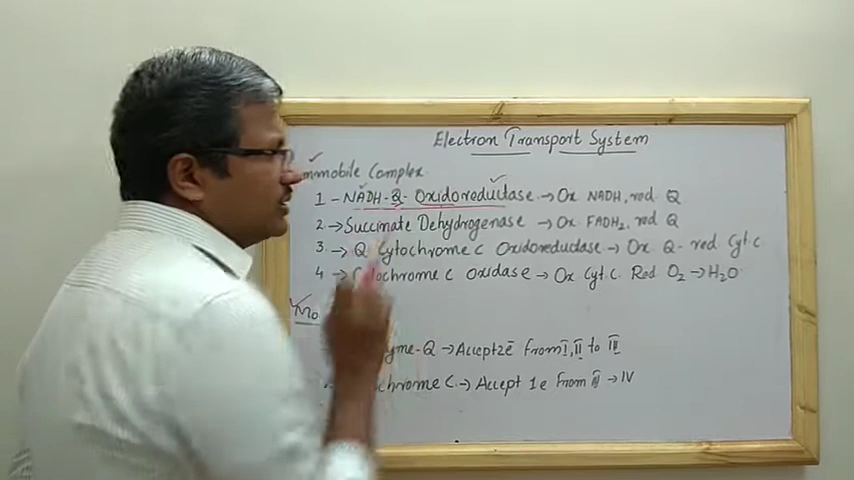 Electron Transport System
mmobile Complex
1 - NADH-Q Oxidoreductase → Ox NADH, red Q
2 → Succinate Dehydrogenase → Ox FADH2, red Q
3 → Q Cytochrome C Oxidoreductase → Ox Q - red Cyt C
4 → Cytochrome C Oxidase → Ox Cyt C. Red O2 → H2O
Mo
yme-Q → Accept 2ē From I, II to III
chrome C → Accept 1e From III → IV